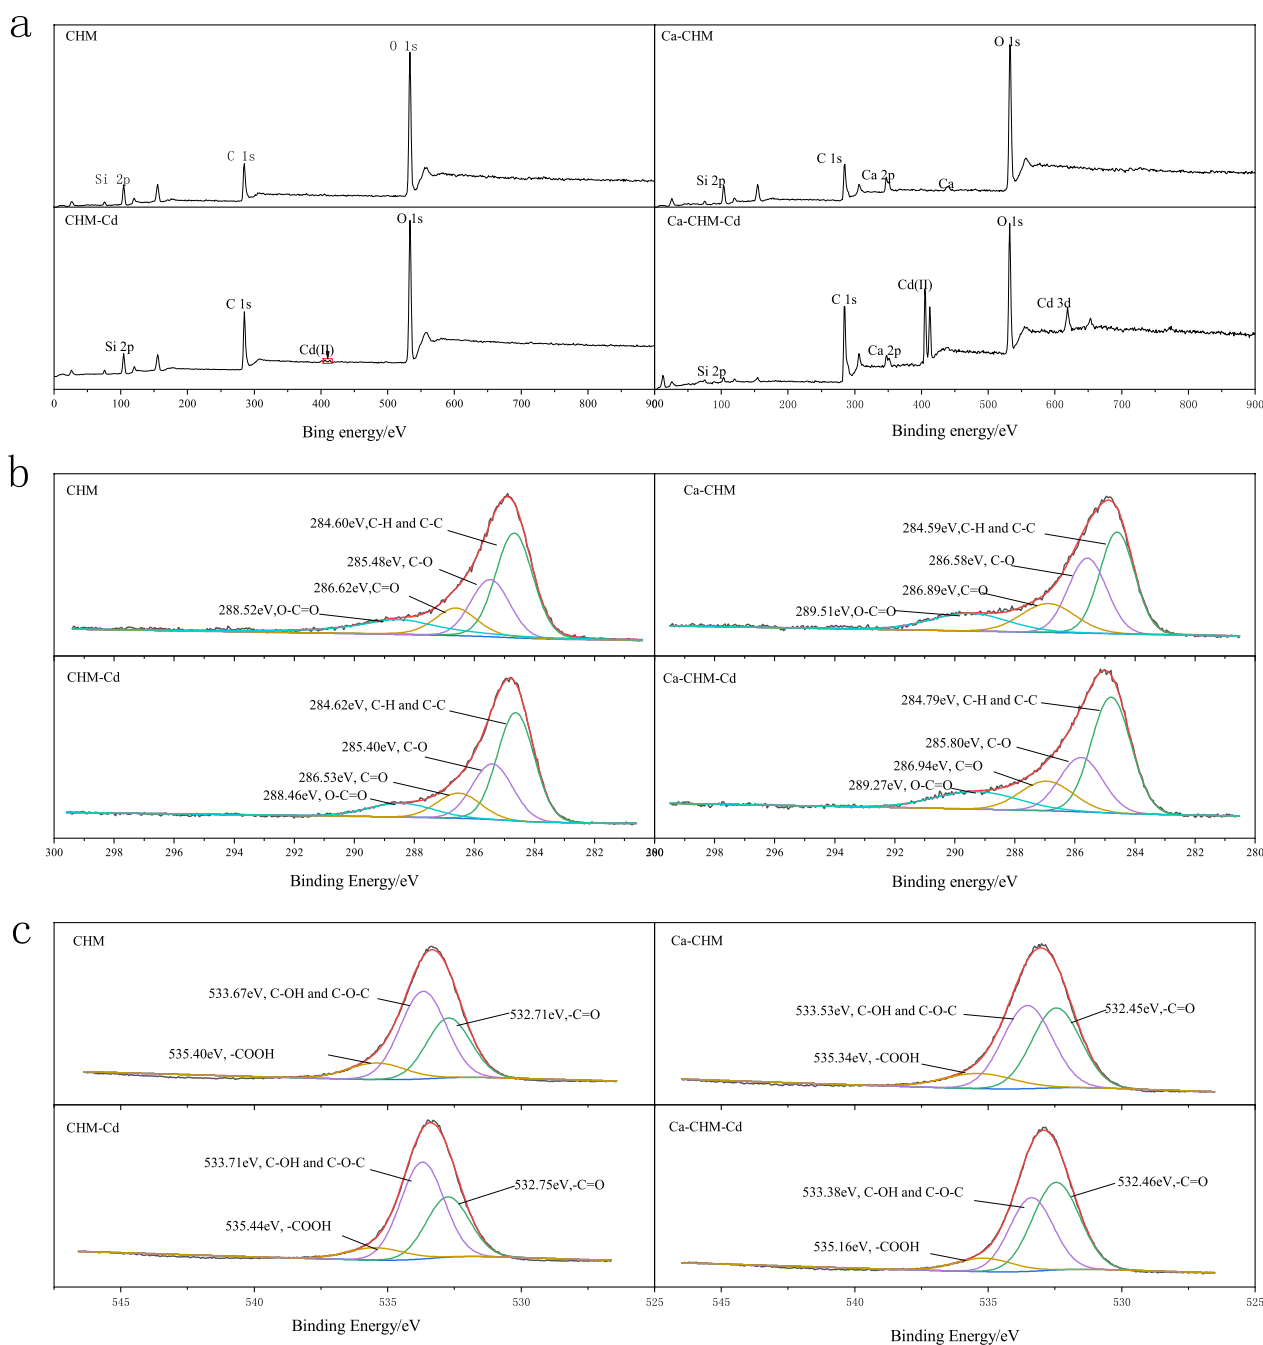 a
CHM
O 1s
C 1s
Si 2p
Ca-CHM
O 1s
C 1s
Ca 2p
Si 2p
Ca
CHM-Cd
O 1s
C 1s
Si 2p
Cd(II)
Ca-CHM-Cd
O 1s
Cd(II)
C 1s
Cd 3d
Ca 2p
Si 2p
0 100 200 300 400 500 600 700 800 900
0 100 200 300 400 500 600 700 800 900
Bing energy/eV
Binding energy/eV
b
CHM
284.60eV,C-H and C-C
285.48eV, C-O
286.62eV,C=O
288.52eV,O-C=O
Ca-CHM
284.59eV,C-H and C-C
286.58eV, C-O
286.89eV,C=O
289.51eV,O-C=O
CHM-Cd
284.62eV, C-H and C-C
285.40eV, C-O
286.53eV, C=O
288.46eV, O-C=O
Ca-CHM-Cd
284.79eV, C-H and C-C
285.80eV, C-O
286.94eV, C=O
289.27eV, O-C=O
300 298 296 294 292 290 288 286 284 282 280
300 298 296 294 292 290 288 286 284 282 280
Binding Energy/eV
Binding energy/eV
c
CHM
533.67eV, C-OH and C-O-C
532.71eV,-C=O
535.40eV, -COOH
Ca-CHM
533.53eV, C-OH and C-O-C
532.45eV,-C=O
535.34eV, -COOH
CHM-Cd
533.71eV, C-OH and C-O-C
532.75eV,-C=O
535.44eV, -COOH
Ca-CHM-Cd
532.46eV, -C=O
533.38eV, C-OH and C-O-C
535.16eV, -COOH
545 540 535 530 525
545 540 535 530 525
Binding Energy/eV
Binding Energy/eV